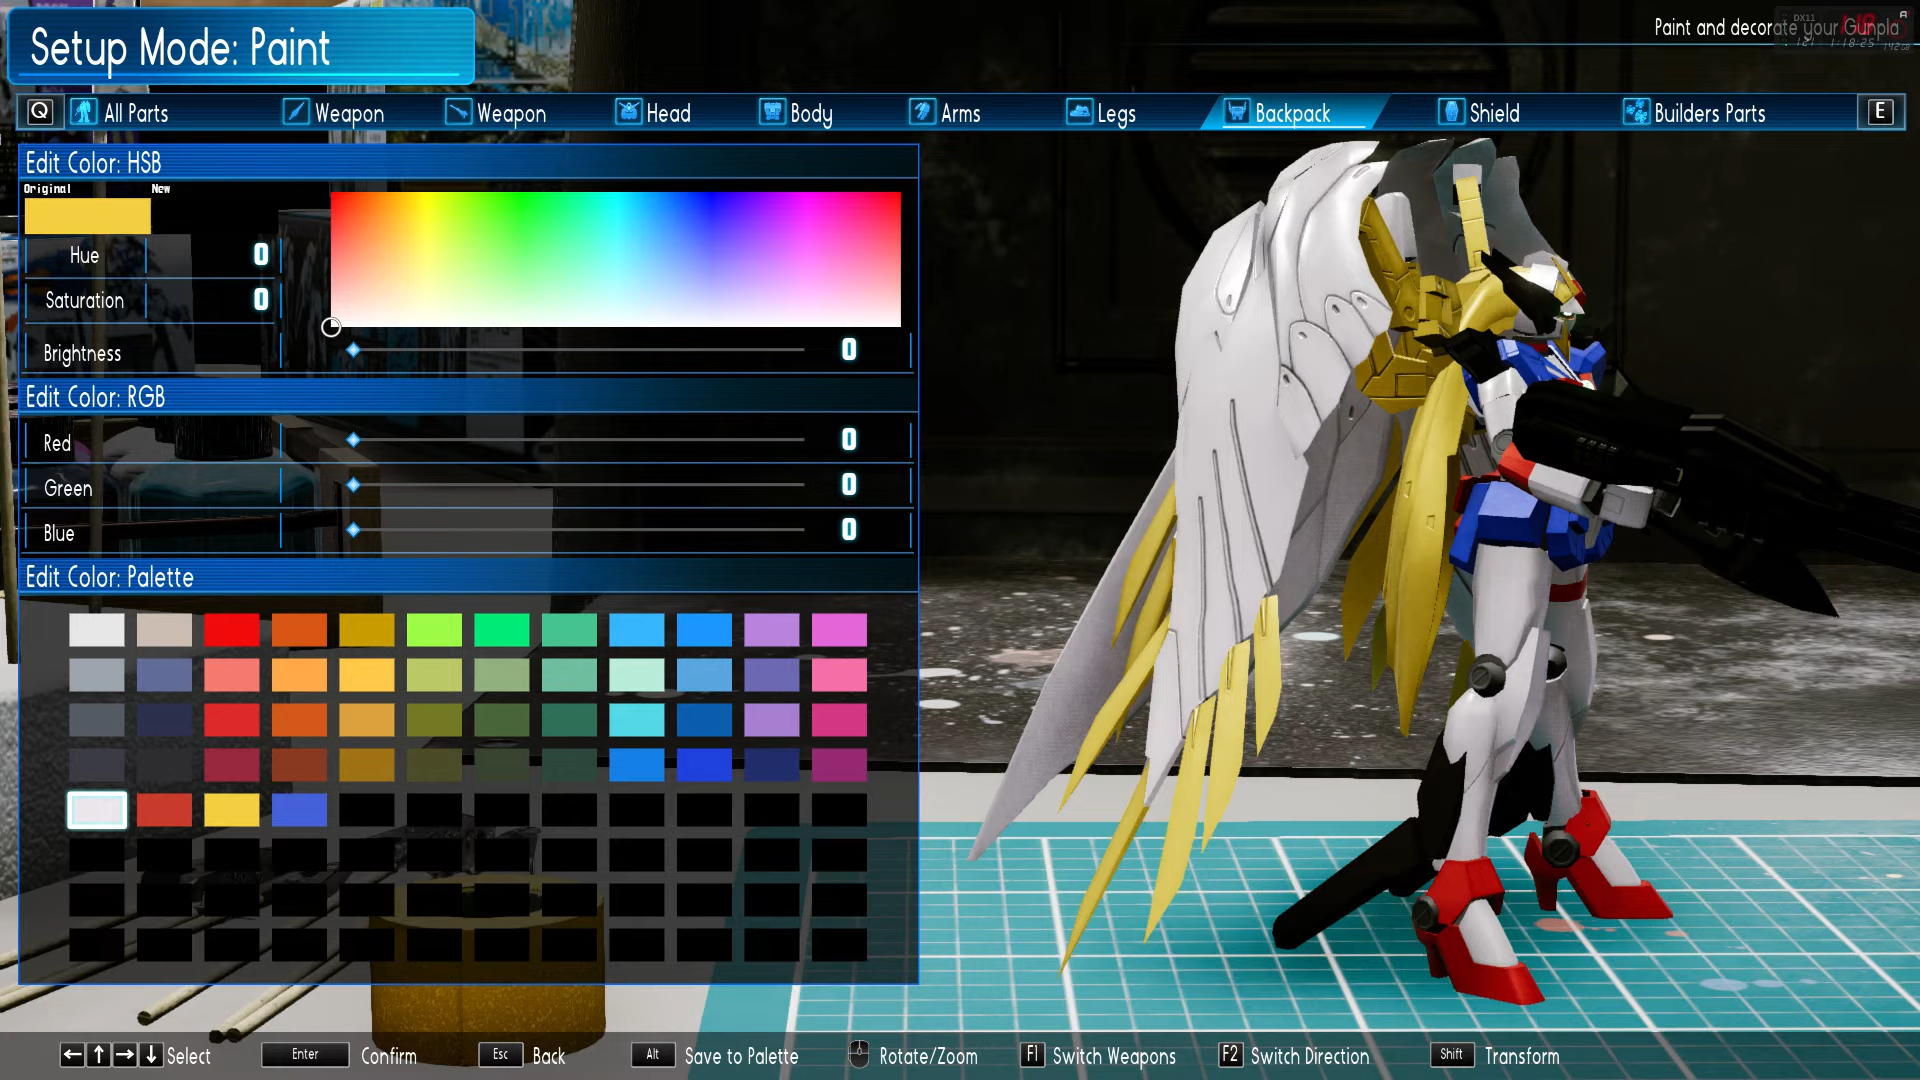 Setup Mode: Paint
Paint and decorate your Gunpla
Q All Parts Weapon Weapon Head Body Arms Legs Backpack Shield Builders Parts E
Edit Color: HSB
Original New
Hue 0
Saturation 0
Brightness 0
Edit Color: RGB
Red 0
Green 0
Blue 0
Edit Color: Palette
Select Enter Confirm Esc Back Alt Save to Palette Rotate/Zoom F1 Switch Weapons F2 Switch Direction Shift Transform